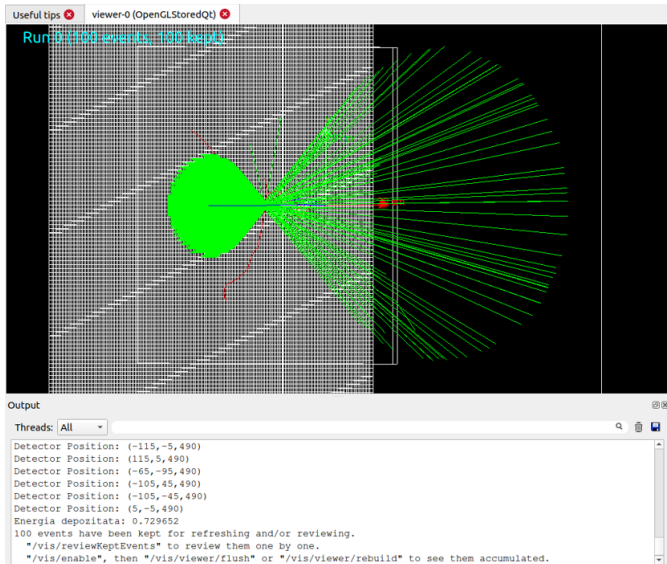 Useful tips
viewer-0 (OpenGLStoredQt)
Run 0 (100 events, 100 kept)
Output
Threads: All
Detector Position: (-115,-5,490)
Detector Position: (115,5,490)
Detector Position: (-65,-95,490)
Detector Position: (-105,45,490)
Detector Position: (-105,-45,490)
Detector Position: (5,-5,490)
Energia depozitata: 0.729652
100 events have been kept for refreshing and/or reviewing.
"/vis/reviewKeptEvents" to review them one by one.
"/vis/enable", then "/vis/viewer/flush" or "/vis/viewer/rebuild" to see them accumulated.